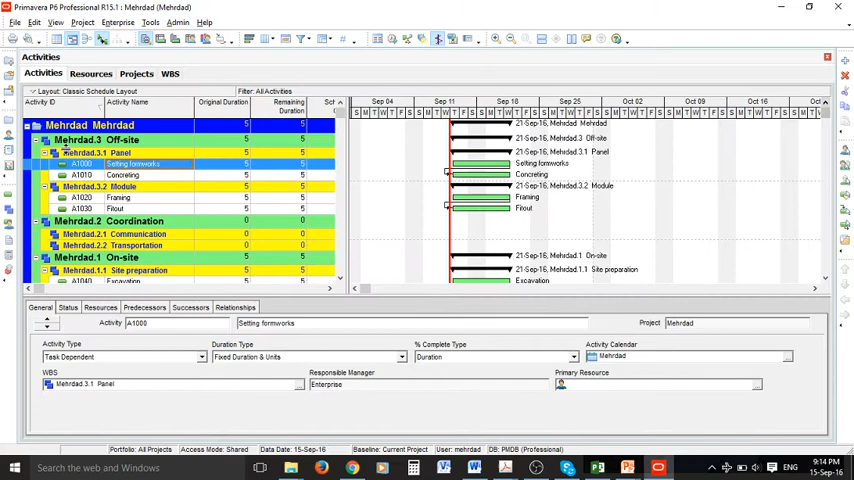 Primavera P6 Professional R15.1 : Mehrdad (Mehrdad)
File Edit View Project Enterprise Tools Admin Help
Activities
Activities Resources Projects WBS
Layout: Classic Schedule Layout Filter: All Activities
Activity ID Activity Name Original Duration Remaining Duration
Sep 04 Sep 11 Sep 18 Sep 25 Oct 02 Oct 09 Oct 16
Mehrdad Mehrdad 5 5 21-Sep-16, Mehrdad Mehrdad
Mehrdad.3 Off-site 5 5 21-Sep-16, Mehrdad.3 Off-site
Mehrdad.3.1 Panel 5 5 21-Sep-16, Mehrdad.3.1 Panel
A1000 Setting formworks 5 5 Setting formworks
A1010 Concreting 5 5 Concreting
Mehrdad.3.2 Module 5 5 21-Sep-16, Mehrdad.3.2 Module
A1020 Framing 5 5 Framing
A1030 Fitout 5 5 Fitout
Mehrdad.2 Coordination 0 0
Mehrdad.2.1 Communication 0 0
Mehrdad.2.2 Transportation 0 0
Mehrdad.1 On-site 5 5 21-Sep-16, Mehrdad.1 On-site
Mehrdad.1.1 Site preparation 5 5 21-Sep-16, Mehrdad.1.1 Site preparation
A1040 Excavation 5 5 Excavation
General Status Resources Predecessors Successors Relationships
Activity A1000 Setting formworks Project Mehrdad
Activity Type Duration Type % Complete Type Activity Calendar
Task Dependent Fixed Duration & Units Duration Mehrdad
WBS Responsible Manager Primary Resource
Mehrdad.3.1 Panel Enterprise
Portfolio: All Projects Access Mode: Shared Data Date: 15-Sep-16 Baseline: Current Project User: mehrdad DB: PMDB (Professional)
Search the web and Windows
ENG 9:14 PM
15-Sep-16